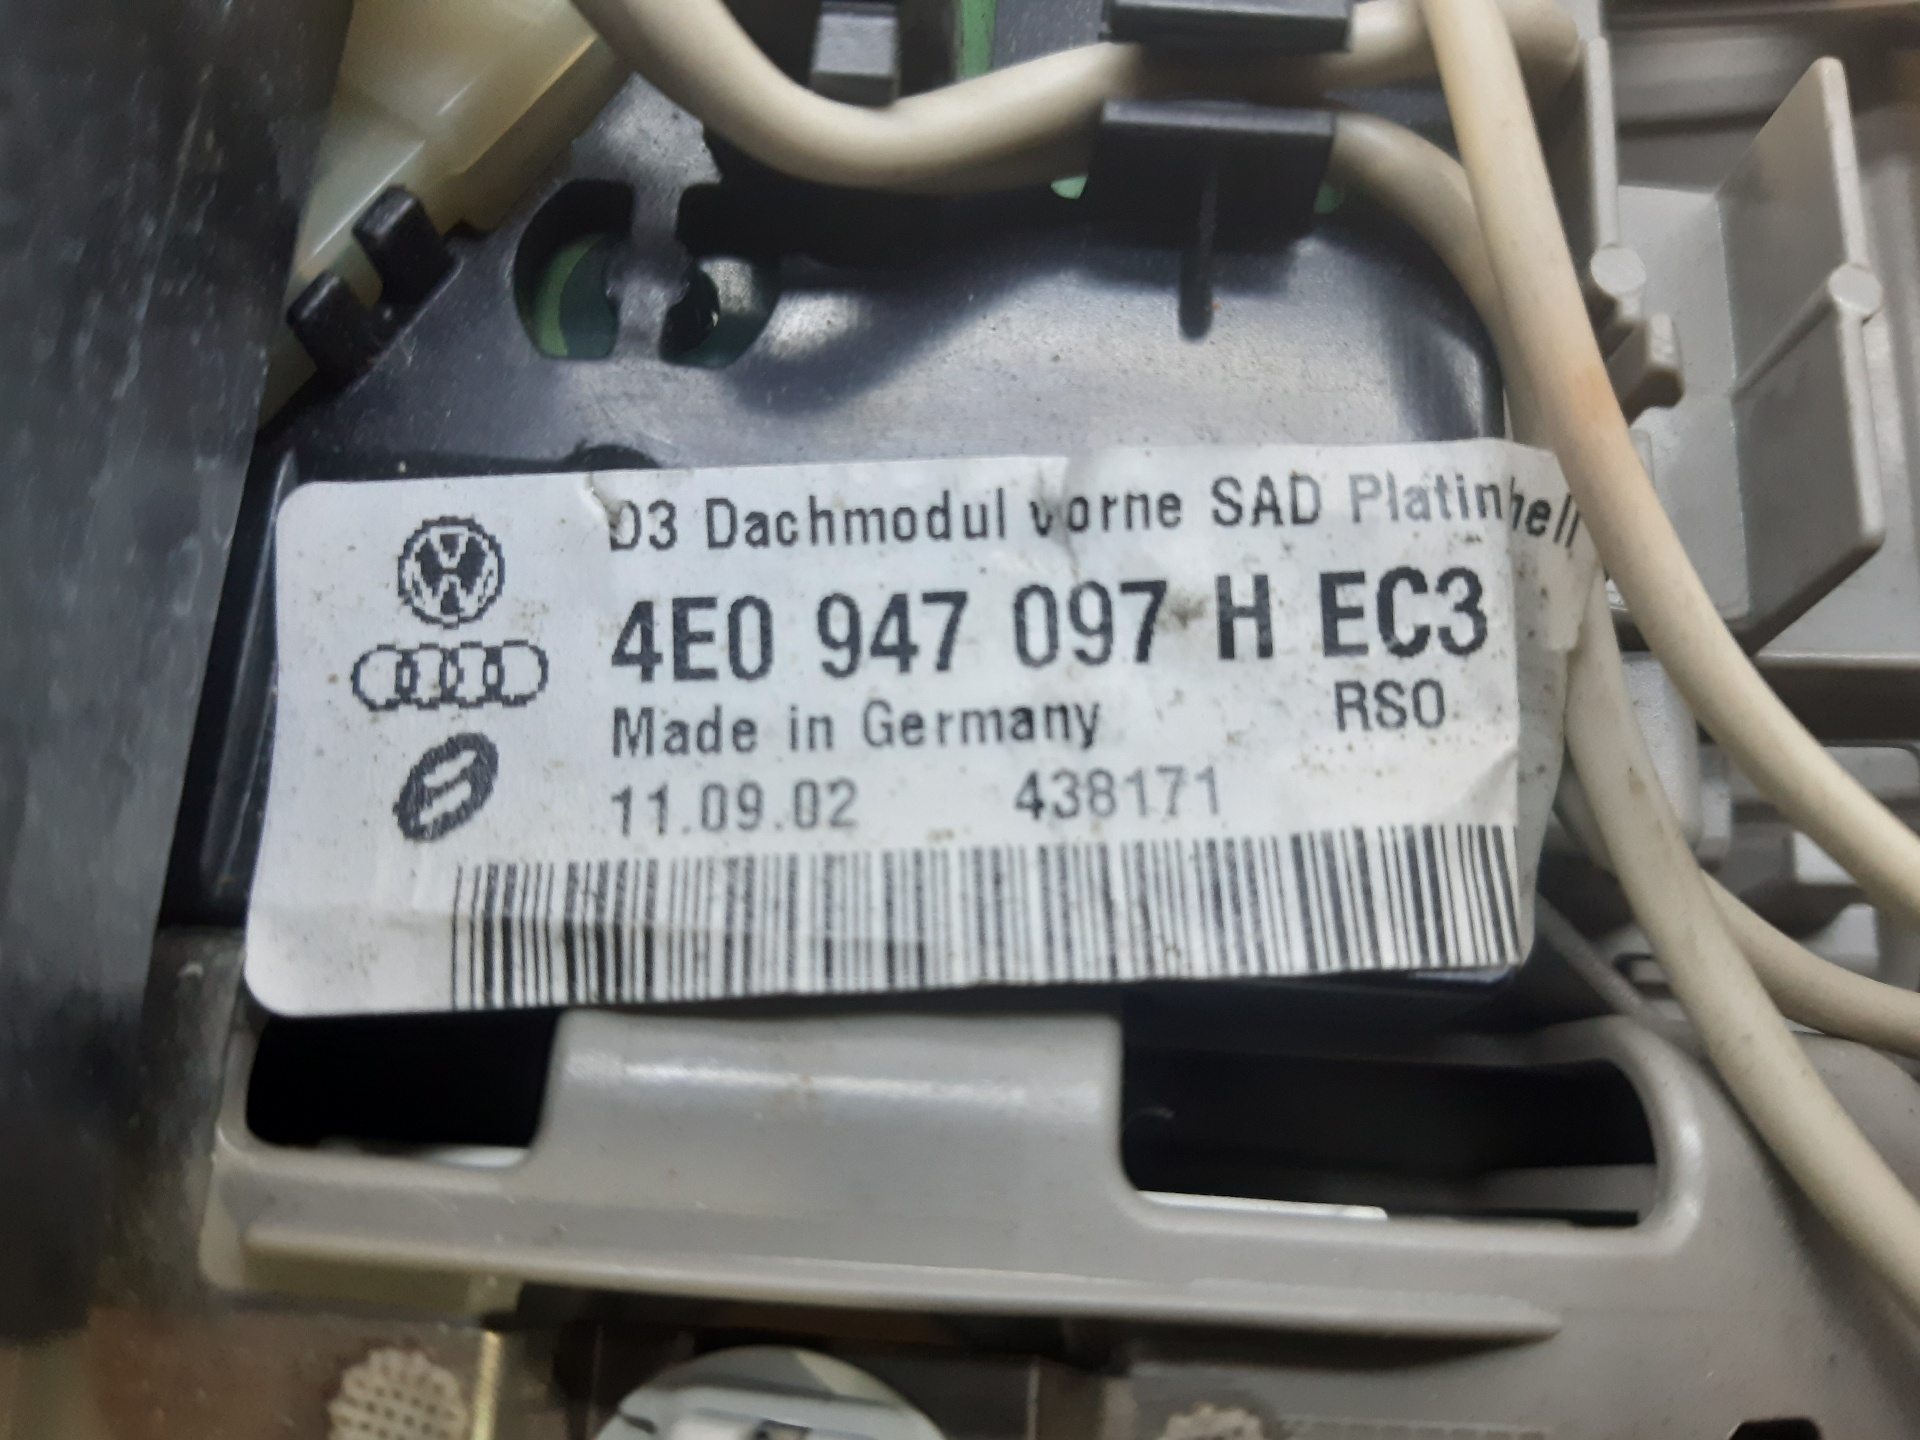 D3 Dachmodul vorne SAD Platinhell
4E0 947 097 H EC3
Made in Germany RSO
11.09.02 438171